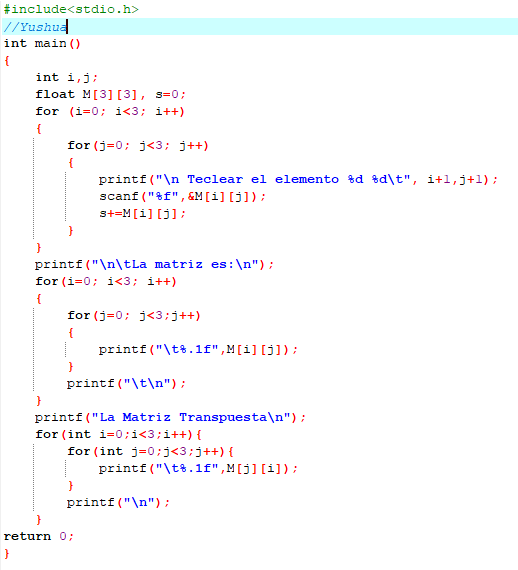 #include<stdio.h>
//Yushua
int main()
{
    int i,j;
    float M[3][3], s=0;
    for (i=0; i<3; i++)
    {
        for(j=0; j<3; j++)
        {
            printf("\n Teclear el elemento %d %d\t", i+1,j+1);
            scanf("%f",&M[i][j]);
            s+=M[i][j];
        }
    }
    printf("\n\tLa matriz es:\n");
    for(i=0; i<3; i++)
    {
        for(j=0; j<3;j++)
        {
            printf("\t%.1f",M[i][j]);
        }
        printf("\t\n");
    }
    printf("La Matriz Transpuesta\n");
    for(int i=0;i<3;i++){
        for(int j=0;j<3;j++){
            printf("\t%.1f",M[j][i]);
        }
        printf("\n");
    }
return 0;
}